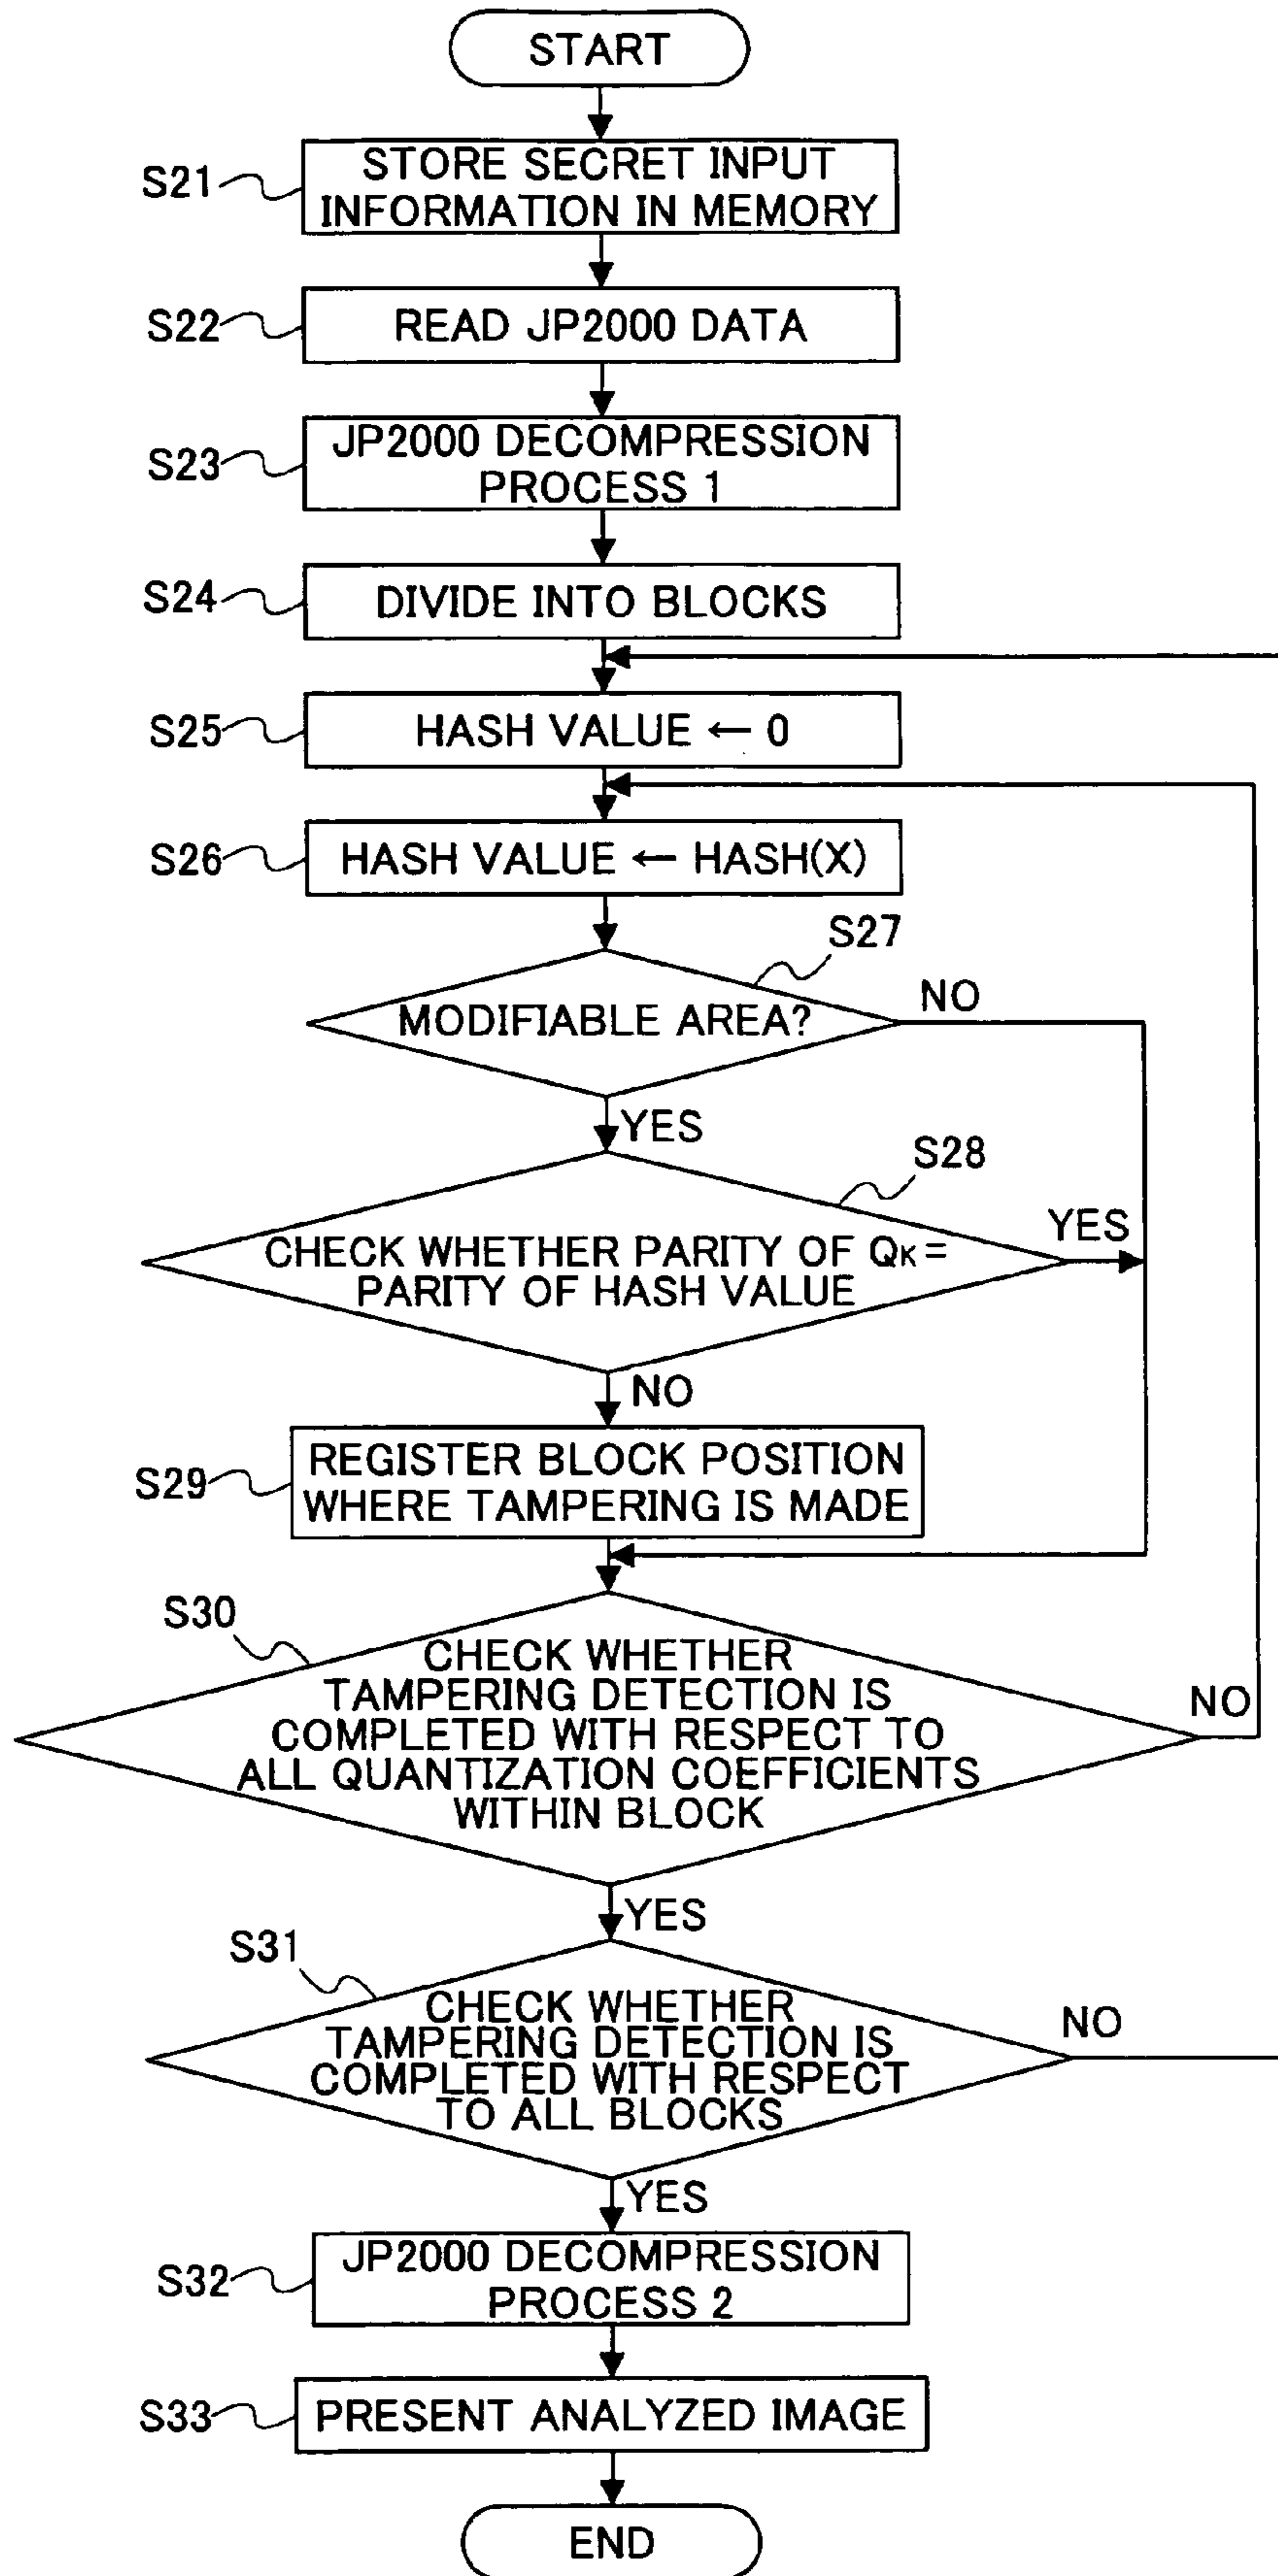 START
S21
STORE SECRET INPUT
INFORMATION IN MEMORY
S22
READ JP2000 DATA
S23
JP2000 DECOMPRESSION
PROCESS 1
S24
DIVIDE INTO BLOCKS
S25
HASH VALUE ← 0
S26
HASH VALUE ← HASH(X)
S27
MODIFIABLE AREA?
NO
YES
S28
CHECK WHETHER PARITY OF QK =
PARITY OF HASH VALUE
YES
NO
S29
REGISTER BLOCK POSITION
WHERE TAMPERING IS MADE
S30
CHECK WHETHER
TAMPERING DETECTION IS
COMPLETED WITH RESPECT TO
ALL QUANTIZATION COEFFICIENTS
WITHIN BLOCK
NO
YES
S31
CHECK WHETHER
TAMPERING DETECTION IS
COMPLETED WITH RESPECT
TO ALL BLOCKS
NO
YES
S32
JP2000 DECOMPRESSION
PROCESS 2
S33
PRESENT ANALYZED IMAGE
END